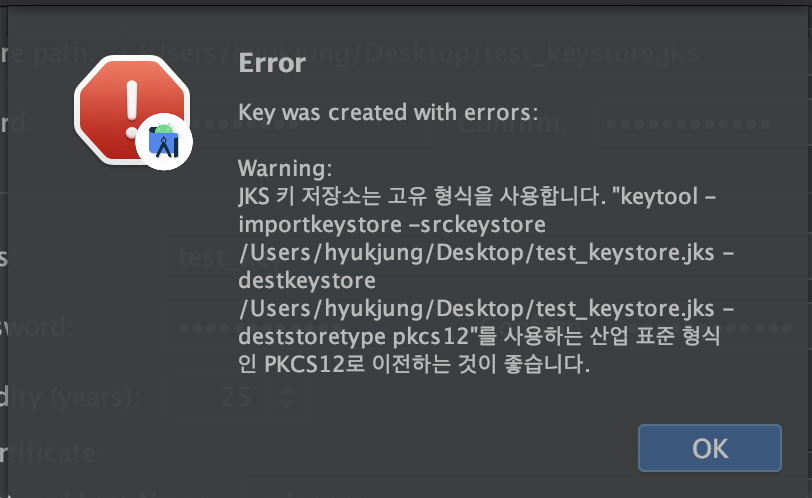 re path: /Users/hyukjung/Desktop/test_keystore.jks
Error
Key was created with errors:
Confirm:
Warning:
JKS 키 저장소는 고유 형식을 사용합니다. "keytool -
importkeystore -srckeystore
/Users/hyukjung/Desktop/test_keystore.jks -
destkeystore
/Users/hyukjung/Desktop/test_keystore.jks -
deststoretype pkcs12"를 사용하는 산업 표준 형식
인 PKCS12로 이전하는 것이 좋습니다.
sword:
dity (years): 25
rtificate
OK